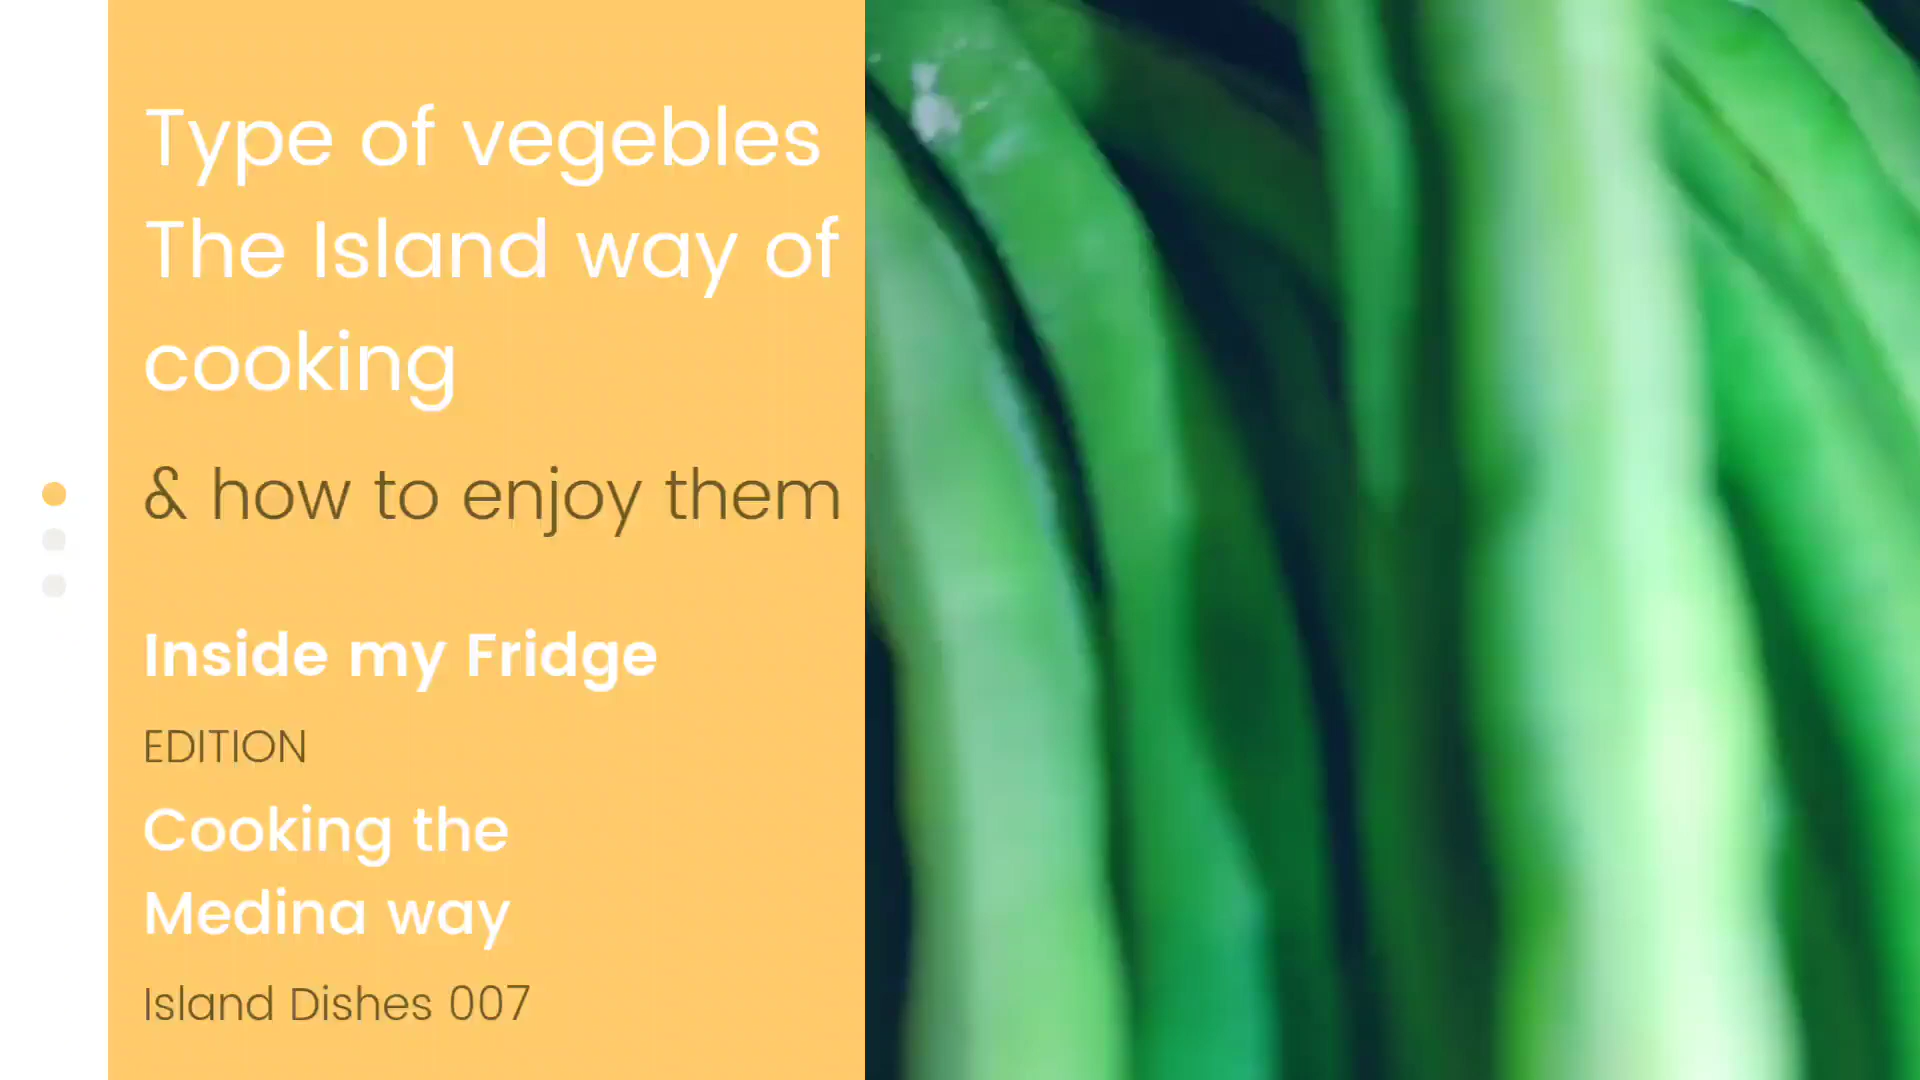 Type of vegebles
The Island way of
cooking
& how to enjoy them
Inside my Fridge
EDITION
Cooking the
Medina way
Island Dishes 007